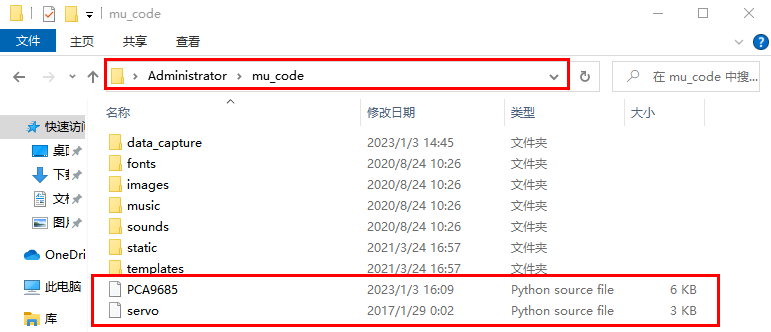 mu_code
文件 主页 共享 查看
Administrator mu_code 在 mu_code 中搜...
名称 修改日期 类型 大小
快速访问
桌面
下载
文档
图片
OneDri
此电脑
库
data_capture 2023/1/3 14:45 文件夹
fonts 2020/8/24 10:26 文件夹
images 2020/8/24 10:26 文件夹
music 2020/8/24 10:26 文件夹
sounds 2020/8/24 10:26 文件夹
static 2021/3/24 16:57 文件夹
templates 2021/3/24 16:57 文件夹
PCA9685 2023/1/3 16:09 Python source file 6 KB
servo 2017/1/29 0:02 Python source file 3 KB